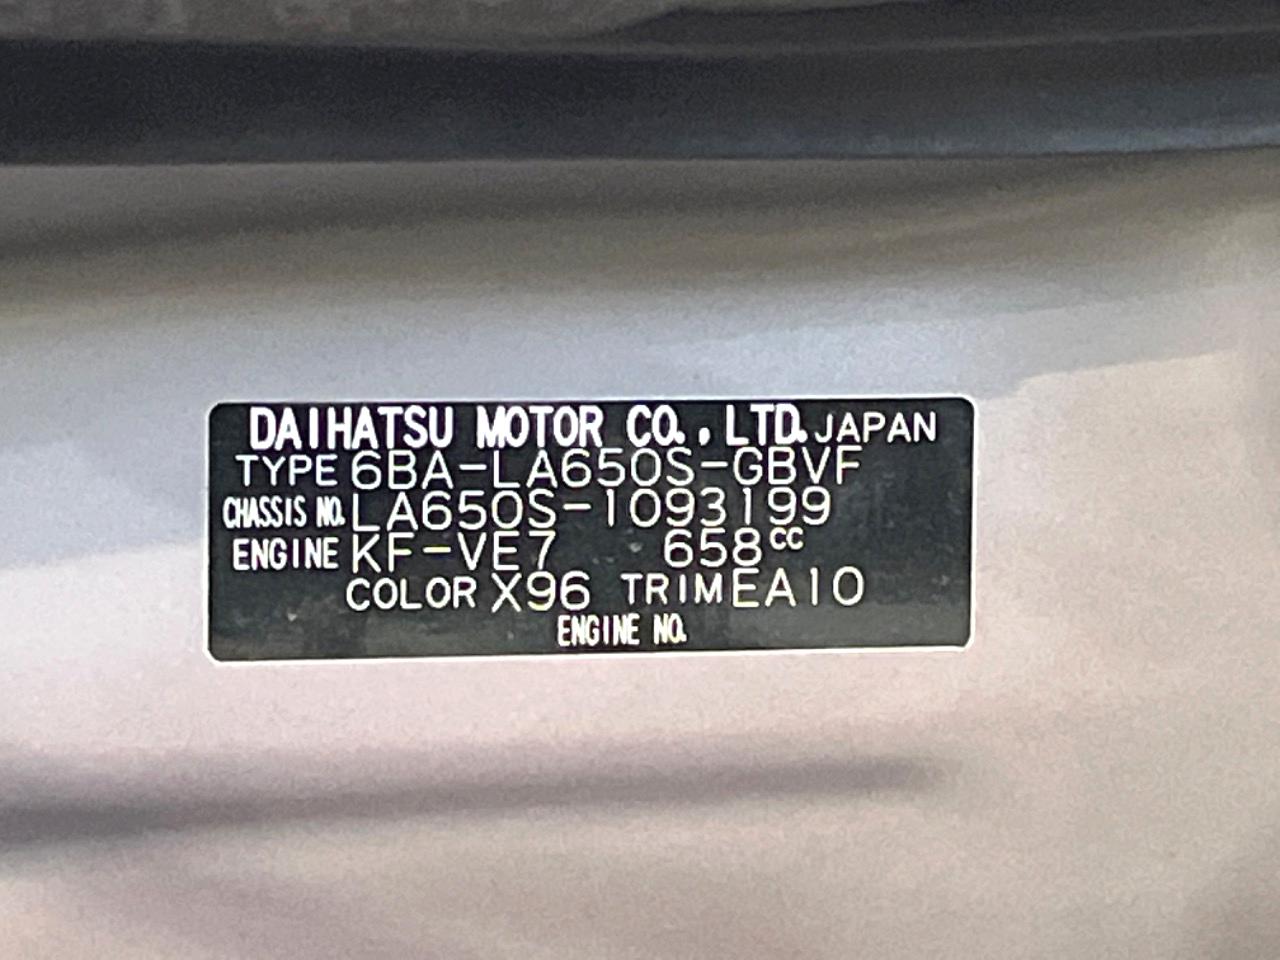 DAIHATSU MOTOR CO., LTD. JAPAN
TYPE 6BA-LA650S-GBVF
CHASSIS NO. LA650S-1093199
ENGINE KF-VE7 658cc
COLOR X96 TRIM EA10
ENGINE NO.